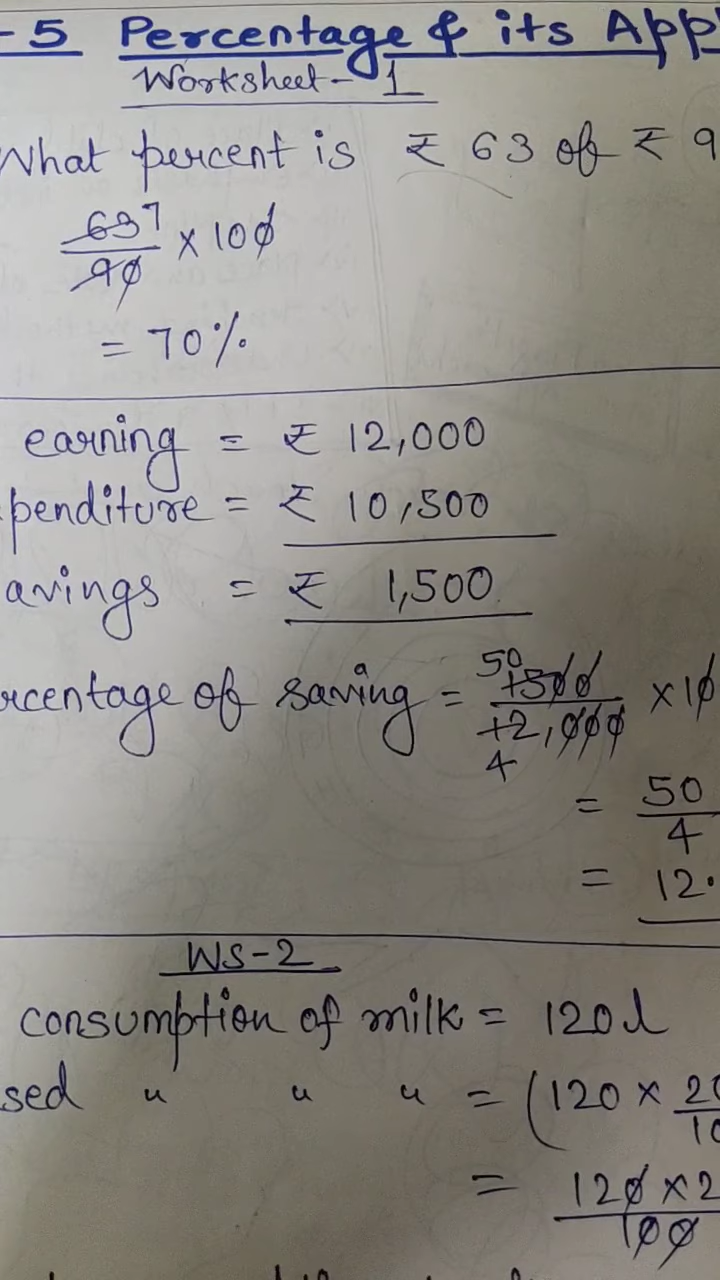 -5 Percentage & its App
Worksheet - 1
What percent is ₹ 63 of ₹ 9
63 7
90 × 100
= 70%
earning = ₹ 12,000
penditure = ₹ 10,500
avings = ₹ 1,500
rcentage of saving = 1500 × 10
50
12,000
4
= 50
4
= 12.
WS-2
consumption of milk = 120 l
sed " " " = (120 × 20
10
= 120 × 2
100